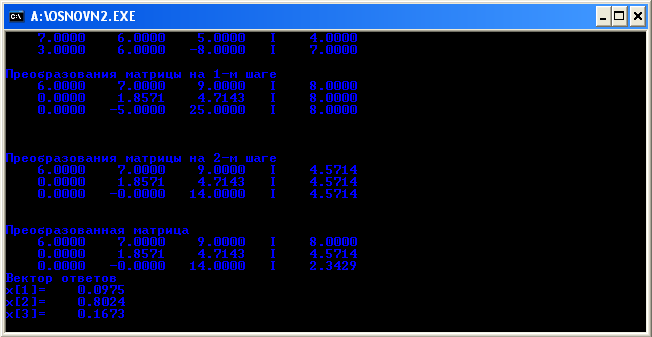 A:\OSNOVN2.EXE
7.0000 6.0000 5.0000 I 4.0000
3.0000 6.0000 -8.0000 I 7.0000
Преобразования матрицы на 1-м шаге
6.0000 7.0000 9.0000 I 8.0000
0.0000 1.8571 4.7143 I 8.0000
0.0000 -5.0000 25.0000 I 8.0000
Преобразования матрицы на 2-м шаге
6.0000 7.0000 9.0000 I 4.5714
0.0000 1.8571 4.7143 I 4.5714
0.0000 -0.0000 14.0000 I 4.5714
Преобразованная матрица
6.0000 7.0000 9.0000 I 8.0000
0.0000 1.8571 4.7143 I 4.5714
0.0000 -0.0000 14.0000 I 2.3429
Вектор ответов
x[1]= 0.0975
x[2]= 0.8024
x[3]= 0.1673